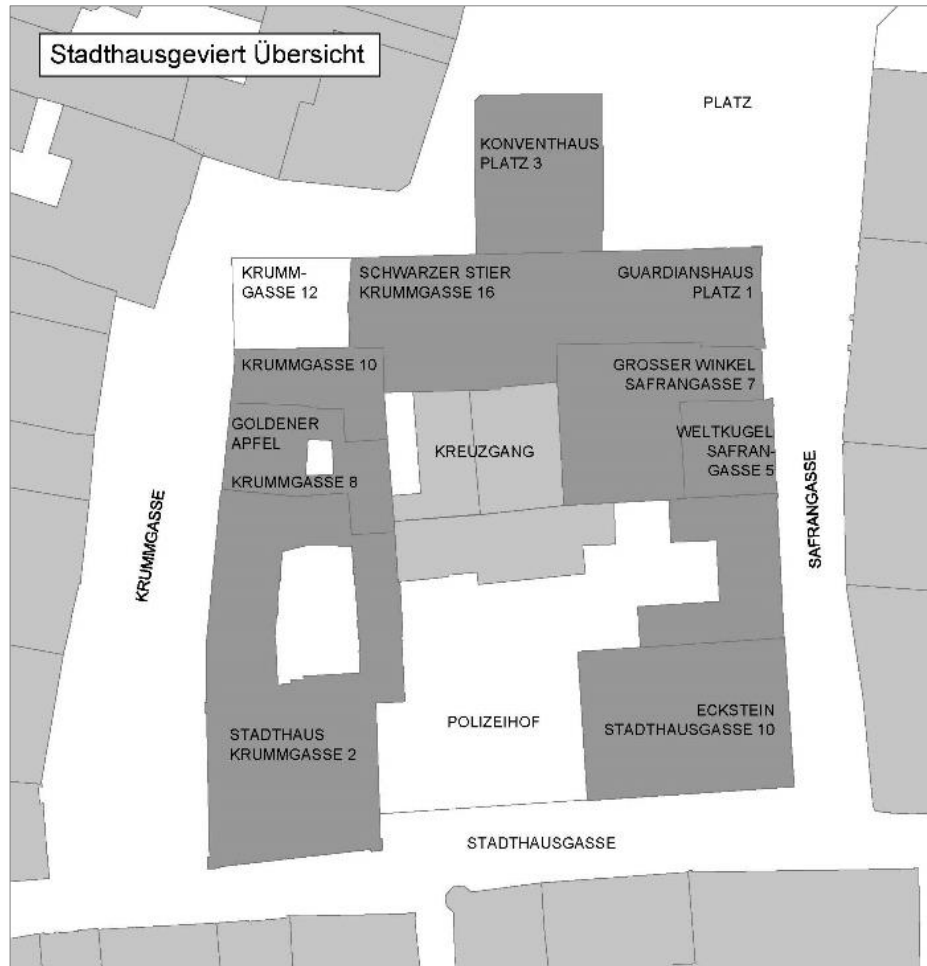 Stadthausgeviert Übersicht
PLATZ
KONVENTHAUS
PLATZ 3
KRUMM-
GASSE 12
SCHWARZER STIER
KRUMMGASSE 16
GUARDIANSHAUS
PLATZ 1
KRUMMGASSE 10
GROSSER WINKEL
SAFRANGASSE 7
GOLDENER
APFEL
KRUMMGASSE 8
KREUZGANG
WELTKUGEL
SAFRAN-
GASSE 5
KRUMMGASSE
SAFRANGASSE
STADTHAUS
KRUMMGASSE 2
POLIZEIHOF
ECKSTEIN
STADTHAUSGASSE 10
STADTHAUSGASSE